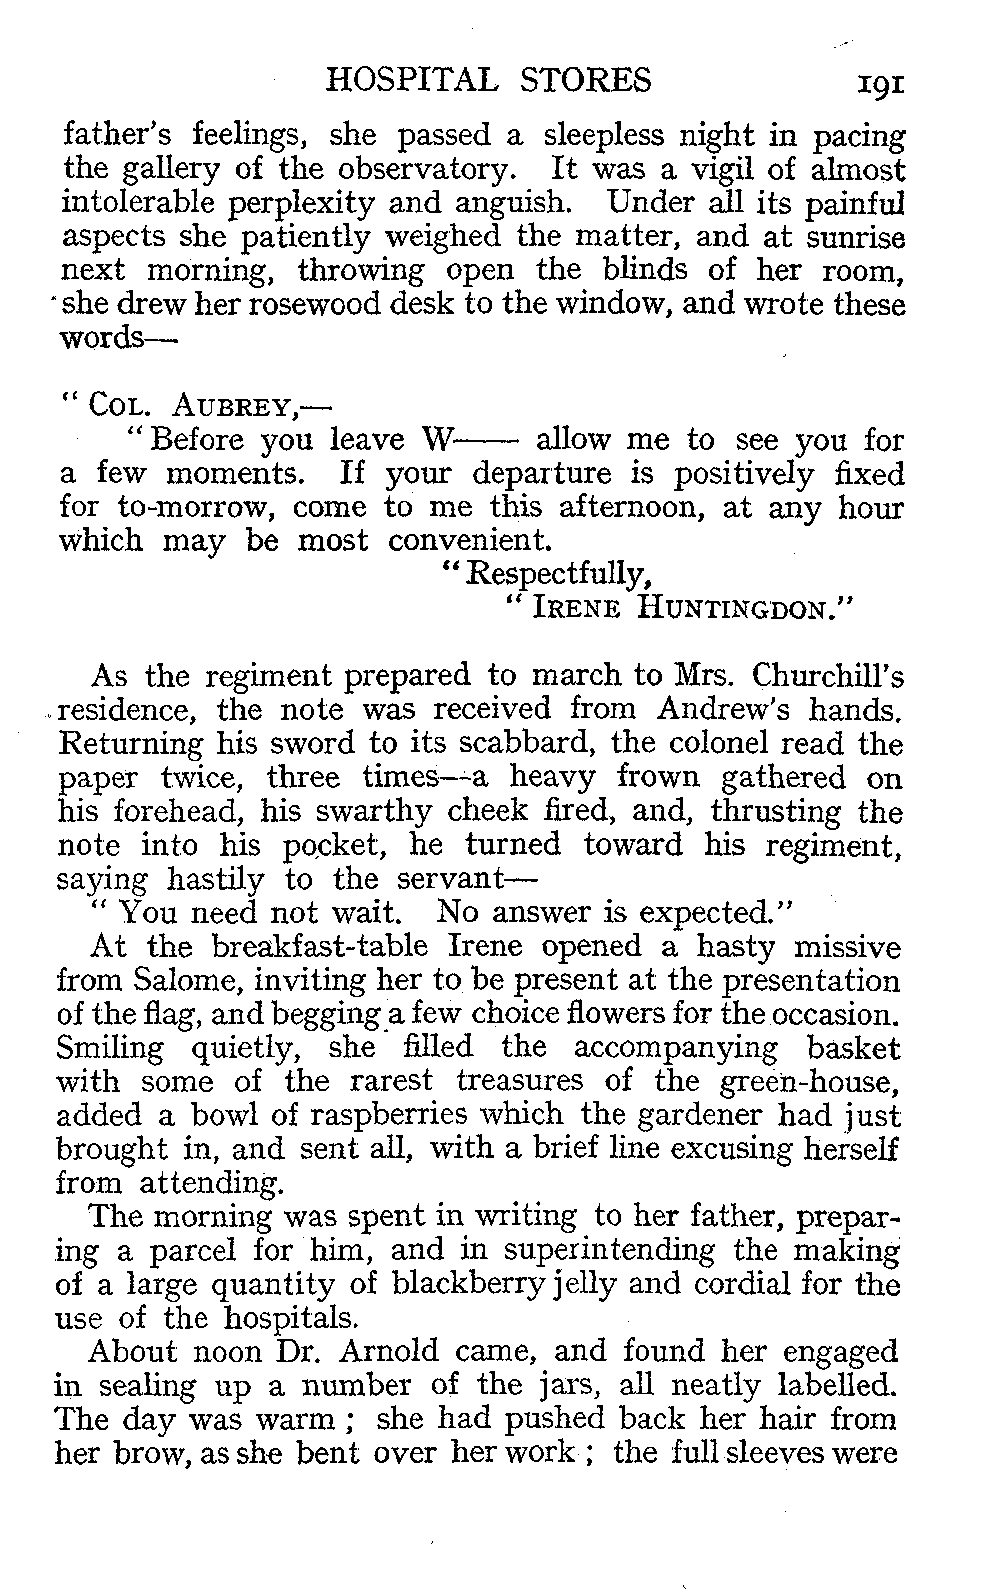 HOSPITAL STORES 191
father's feelings, she passed a sleepless night in pacing
the gallery of the observatory. It was a vigil of almost
intolerable perplexity and anguish. Under all its painful
aspects she patiently weighed the matter, and at sunrise
next morning, throwing open the blinds of her room,
she drew her rosewood desk to the window, and wrote these
words—
“ COL. AUBREY,—
“ Before you leave W—— allow me to see you for
a few moments. If your departure is positively fixed
for to-morrow, come to me this afternoon, at any hour
which may be most convenient.
“ Respectfully,
“ IRENE HUNTINGDON.”
As the regiment prepared to march to Mrs. Churchill's
residence, the note was received from Andrew's hands.
Returning his sword to its scabbard, the colonel read the
paper twice, three times—a heavy frown gathered on
his forehead, his swarthy cheek fired, and, thrusting the
note into his pocket, he turned toward his regiment,
saying hastily to the servant—
“ You need not wait. No answer is expected.”
At the breakfast-table Irene opened a hasty missive
from Salome, inviting her to be present at the presentation
of the flag, and begging a few choice flowers for the occasion.
Smiling quietly, she filled the accompanying basket
with some of the rarest treasures of the green-house,
added a bowl of raspberries which the gardener had just
brought in, and sent all, with a brief line excusing herself
from attending.
The morning was spent in writing to her father, prepar-
ing a parcel for him, and in superintending the making
of a large quantity of blackberry jelly and cordial for the
use of the hospitals.
About noon Dr. Arnold came, and found her engaged
in sealing up a number of the jars, all neatly labelled.
The day was warm ; she had pushed back her hair from
her brow, as she bent over her work ; the full sleeves were